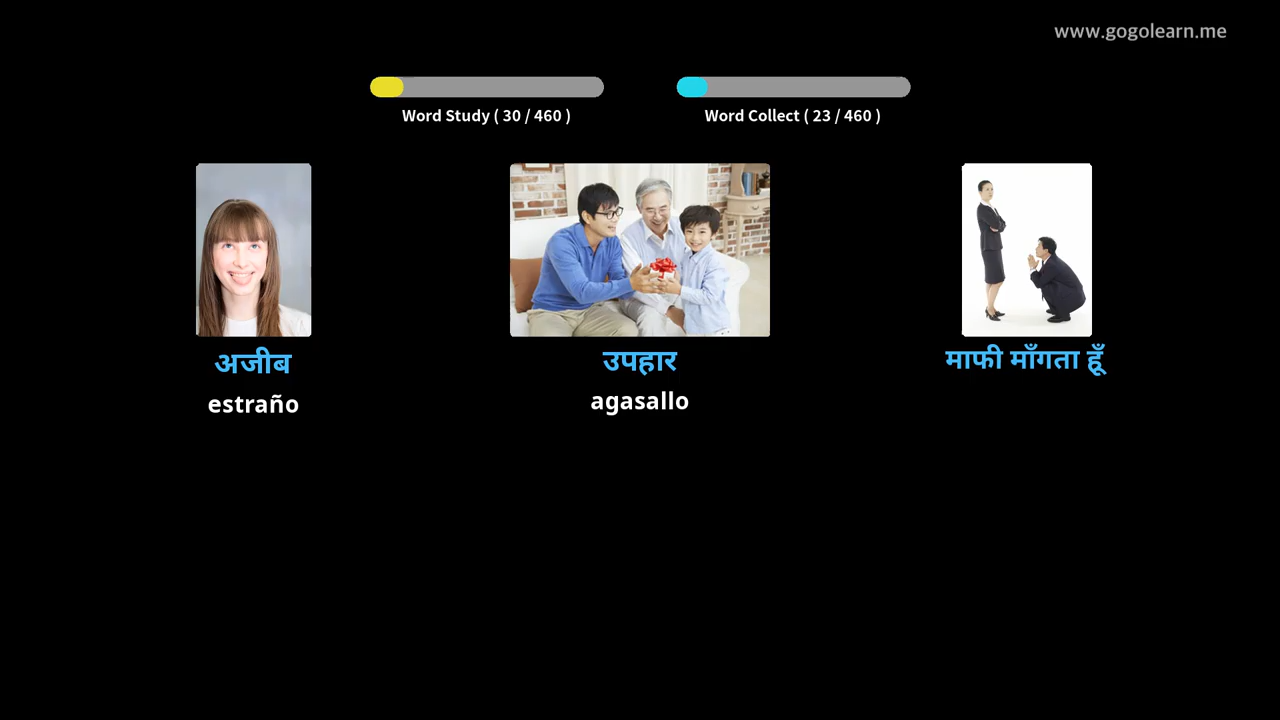 www.gogolearn.me
Word Study ( 30 / 460 )
Word Collect ( 23 / 460 )
अजीब
उपहार
माफी माँगता हूँ
estraño
agasallo